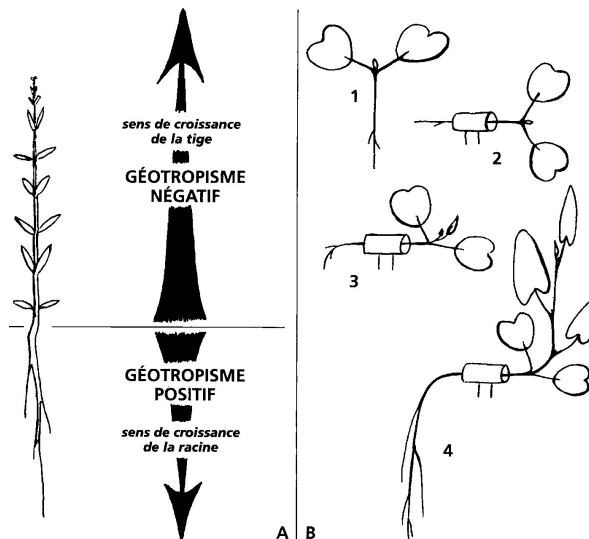 sens de croissance
de la tige
GÉOTROPISME
NÉGATIF
GÉOTROPISME
POSITIF
sens de croissance
de la racine
A
1
2
3
4
B